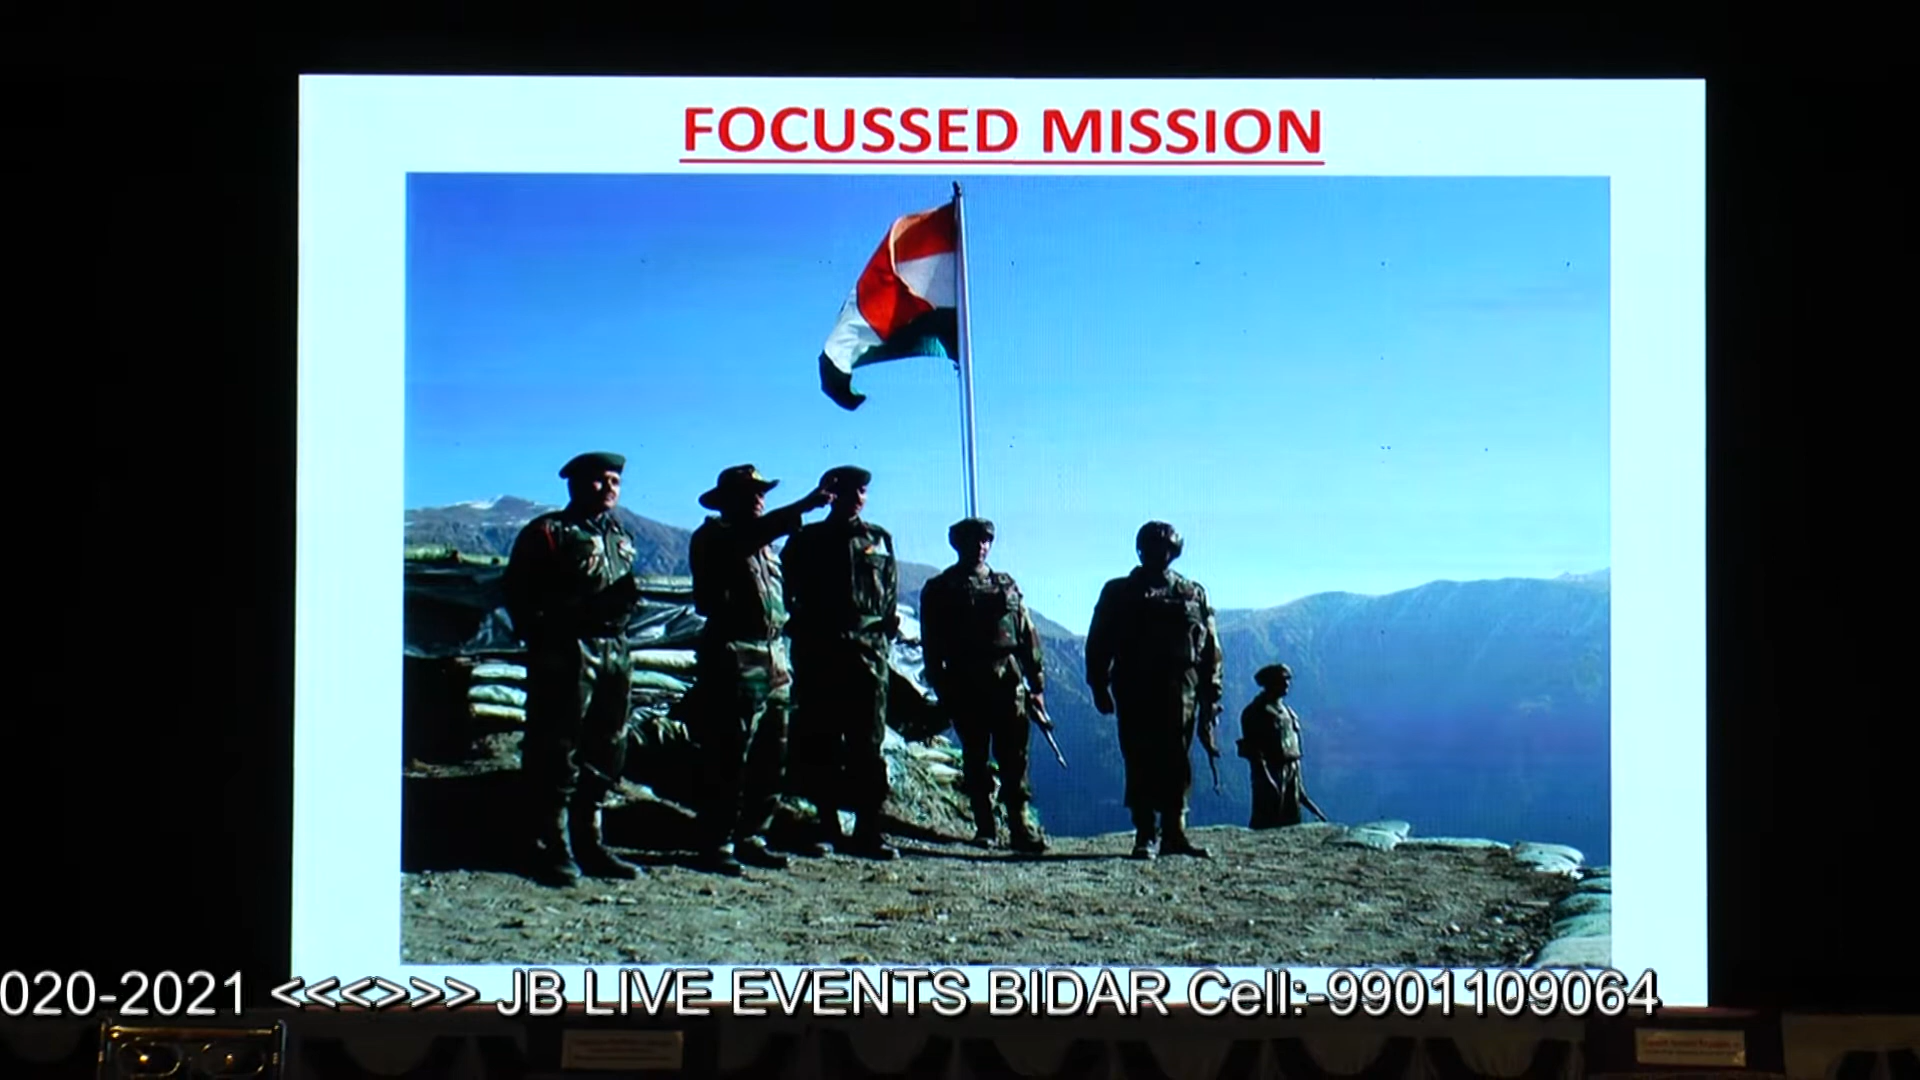 FOCUSSED MISSION
020-2021 <<<>>> JB LIVE EVENTS BIDAR Cell:-9901109064